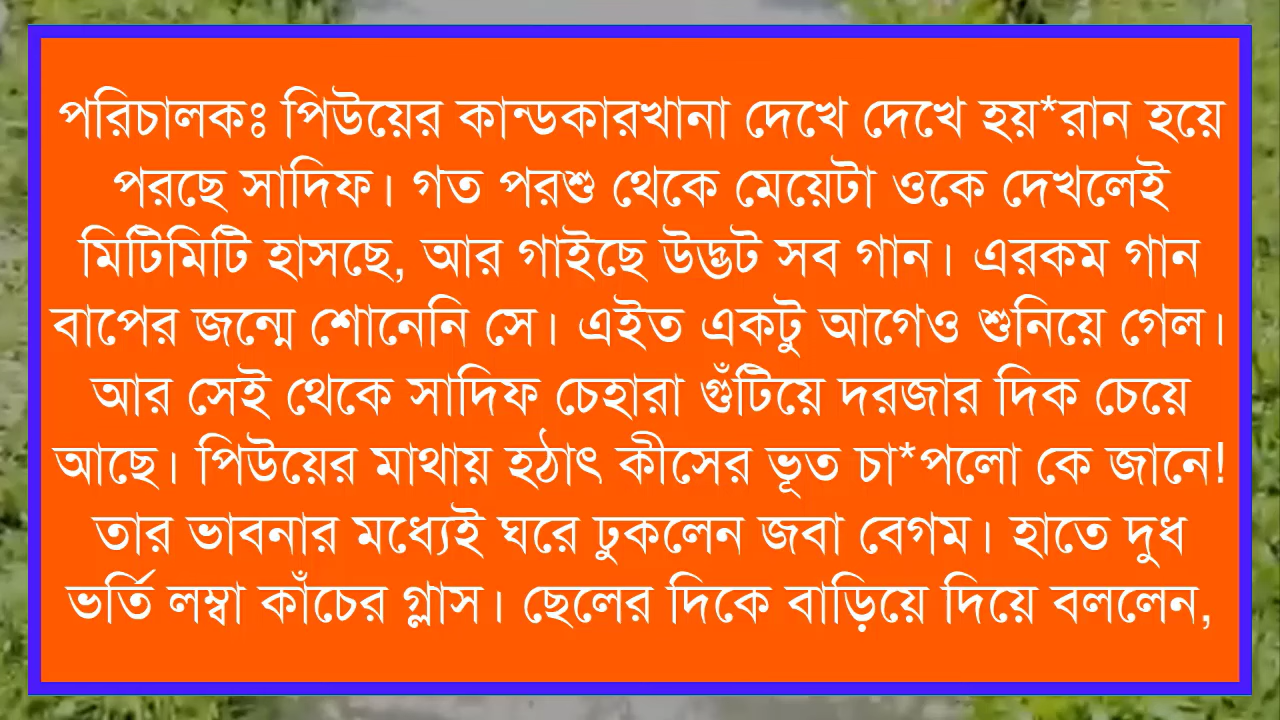 পরিচালকঃ পিউয়ের কান্ডকারখানা দেখে দেখে হয়*রান হয়ে
পরছে সাদিফ। গত পরশু থেকে মেয়েটা ওকে দেখলেই
মিটিমিটি হাসছে, আর গাইছে উদ্ভট সব গান। এরকম গান
বাপের জন্মে শোনেনি সে। এইত একটু আগেও শুনিয়ে গেল।
আর সেই থেকে সাদিফ চেহারা গুঁটিয়ে দরজার দিক চেয়ে
আছে। পিউয়ের মাথায় হঠাৎ কীসের ভূত চা*পলো কে জানে!
তার ভাবনার মধ্যেই ঘরে ঢুকলেন জবা বেগম। হাতে দুধ
ভর্তি লম্বা কাঁচের গ্লাস। ছেলের দিকে বাড়িয়ে দিয়ে বললেন,